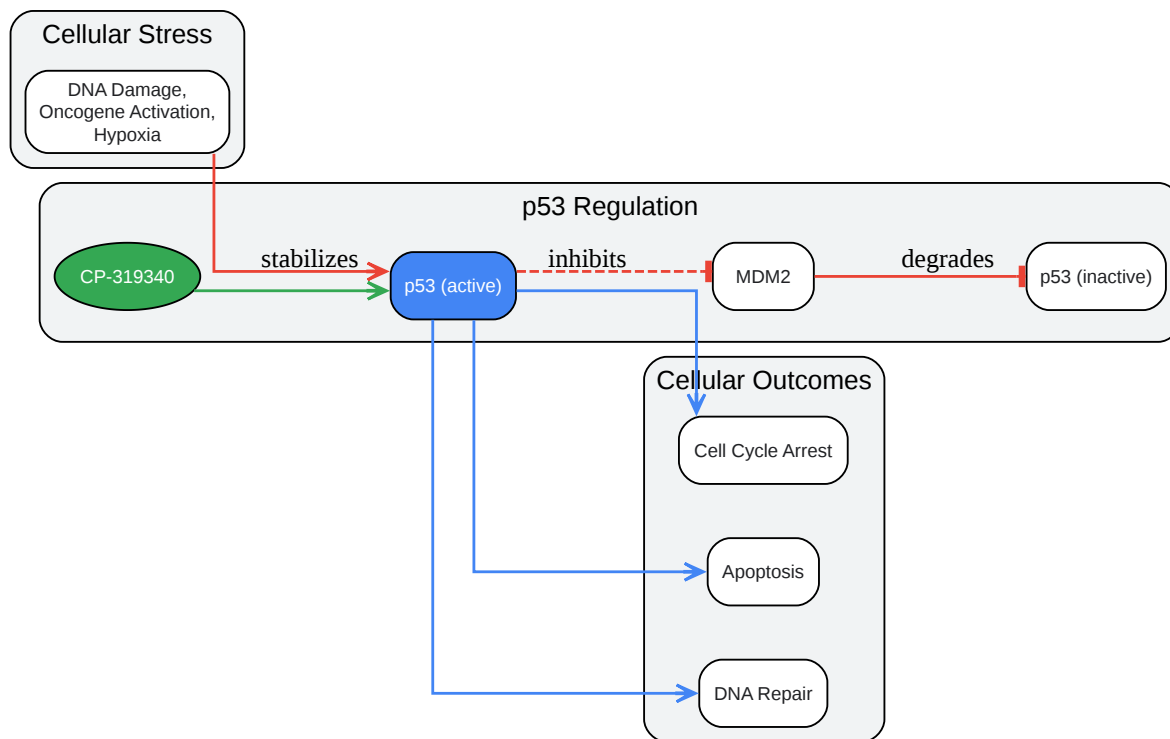 Cellular Stress
DNA Damage,
Oncogene Activation,
Hypoxia
p53 Regulation
CP-319340
stabilizes
p53 (active)
inhibits
MDM2
degrades
p53 (inactive)
Cellular Outcomes
Cell Cycle Arrest
Apoptosis
DNA Repair